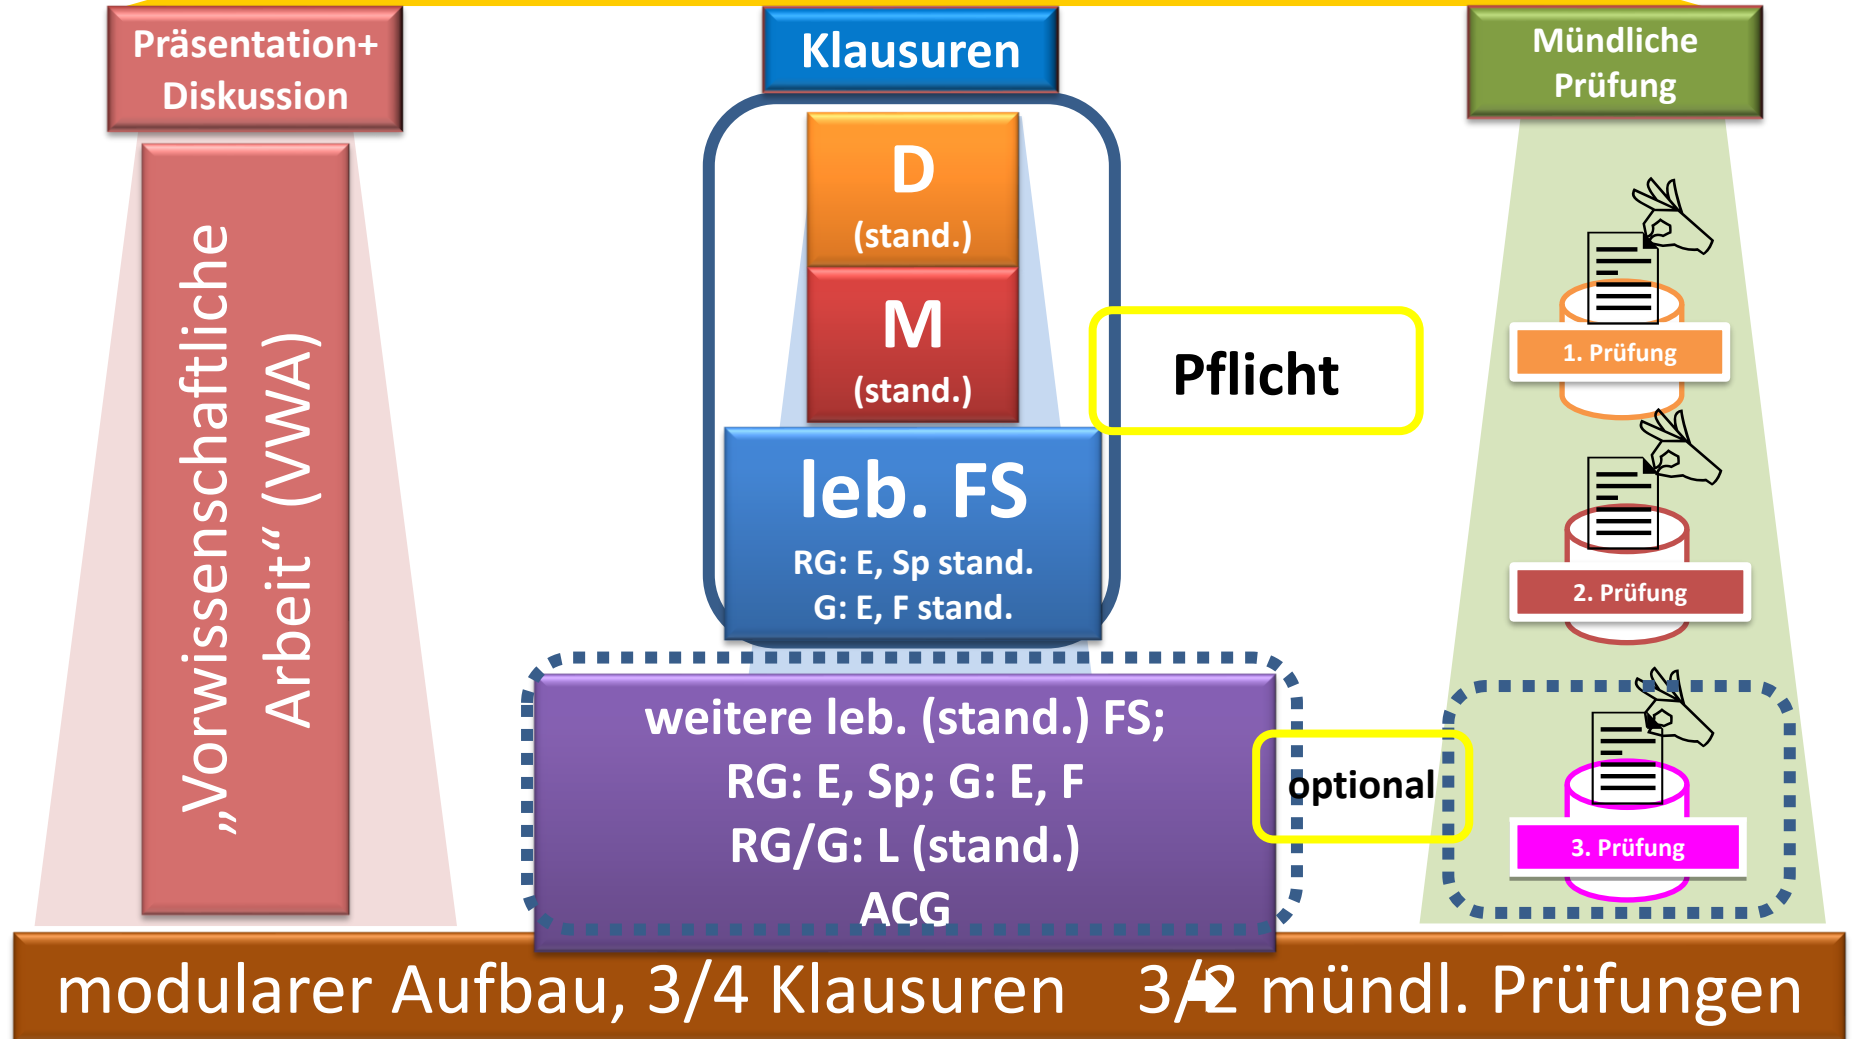 Präsentation+
Diskussion
„Vorwissenschaftliche
Arbeit“ (VWA)
Klausuren
D
(stand.)
M
(stand.)
leb. FS
RG: E, Sp stand.
G: E, F stand.
Pflicht
weitere leb. (stand.) FS;
RG: E, Sp; G: E, F
RG/G: L (stand.)
ACG
optional
Mündliche
Prüfung
1. Prüfung
2. Prüfung
3. Prüfung
modularer Aufbau, 3/4 Klausuren 3/2 mündl. Prüfungen